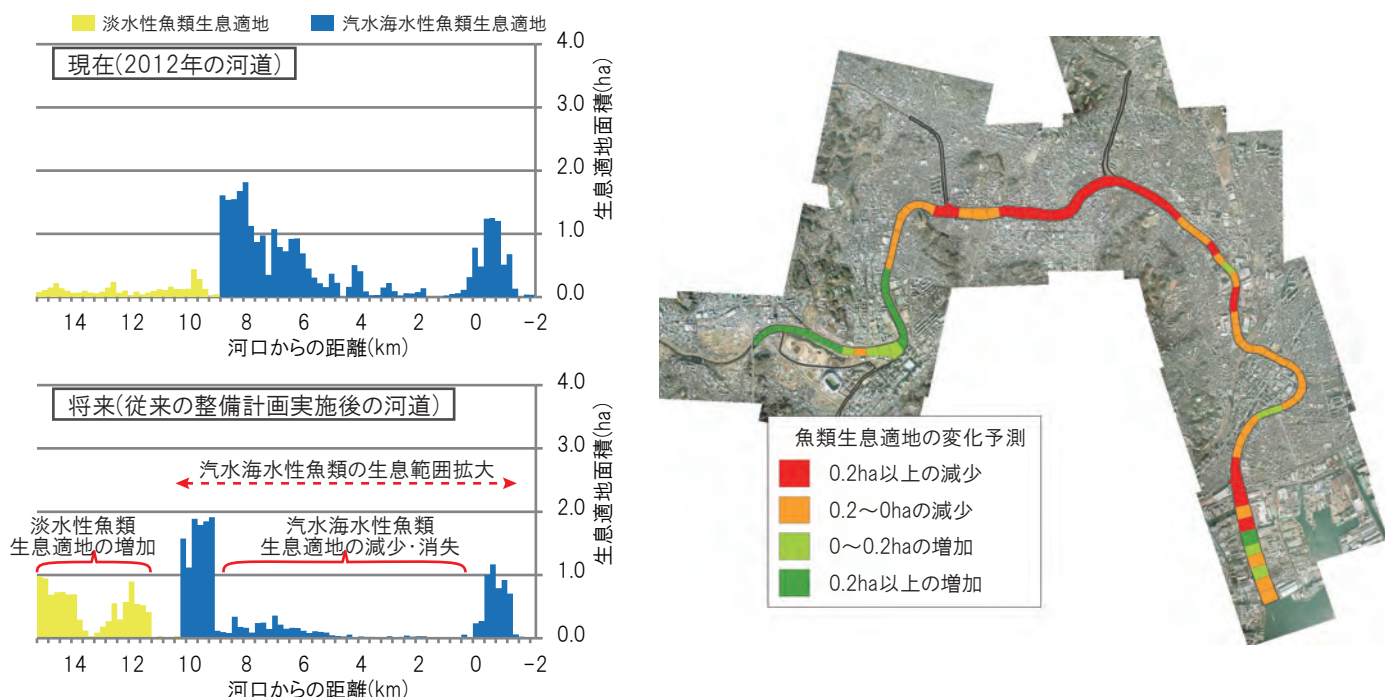 淡水性魚類生息適地
汽水海水性魚類生息適地
現在(2012年の河道)
4.0
3.0
2.0
1.0
0.0
生息適地面積(ha)
14 12 10 8 6 4 2 0 −2
河口からの距離(km)
将来(従来の整備計画実施後の河道)
4.0
3.0
2.0
1.0
0.0
生息適地面積(ha)
汽水海水性魚類の生息範囲拡大
淡水性魚類
生息適地の増加
汽水海水性魚類
生息適地の減少・消失
14 12 10 8 6 4 2 0 −2
河口からの距離(km)
魚類生息適地の変化予測
0.2ha以上の減少
0.2～0haの減少
0～0.2haの増加
0.2ha以上の増加